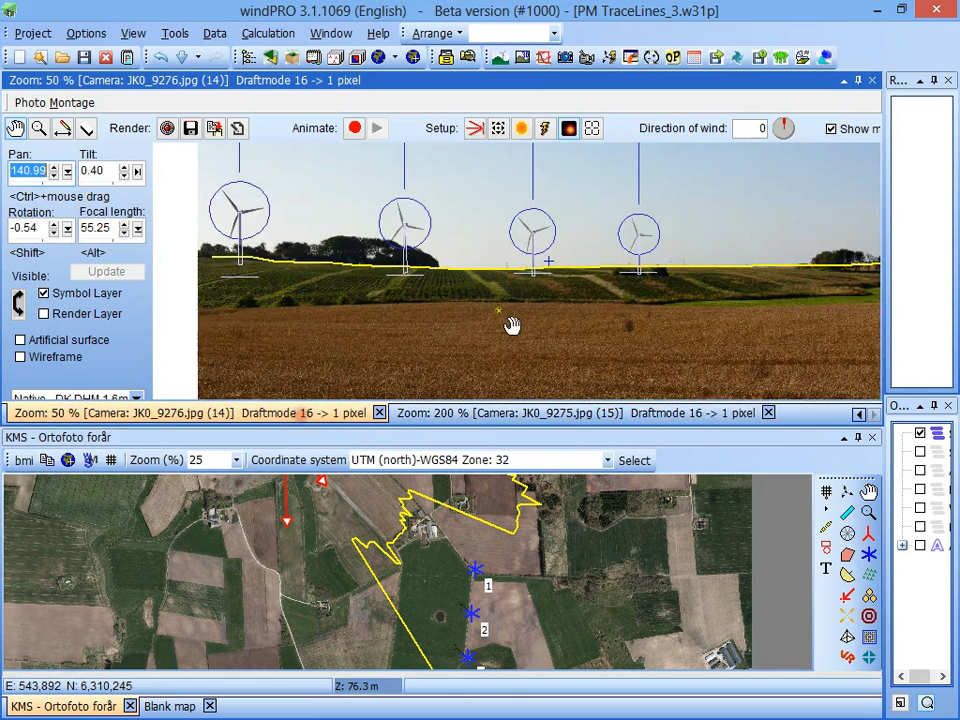 windPRO 3.1.1069 (English) - Beta version (#1000) - [PM TraceLines_3.w31p]
Project Options View Tools Data Calculation Window Help Arrange
Zoom: 50 % [Camera: JK0_9276.jpg (14)] Draftmode 16 -> 1 pixel
R...
Photo Montage
Render: Animate: Setup: Direction of wind: 0 Show m
Pan: Tilt:
140.99 0.40
<Ctrl>+mouse drag
Rotation: Focal length:
-0.54 55.25
<Shift> <Alt>
Update
Visible:
Symbol Layer
Render Layer
Artificial surface
Wireframe
Zoom: 50 % [Camera: JK0_9276.jpg (14)] Draftmode 16 -> 1 pixel
Zoom: 200 % [Camera: JK0_9275.jpg (15)] Draftmode 16 -> 1 pixel
O...
KMS - Ortofoto forår
bmi Zoom (%) 25 Coordinate system UTM (north)-WGS84 Zone: 32 Select
T
A
1
2
E: 543,892 N: 6,310,245 Z: 76.3 m
KMS - Ortofoto forår Blank map